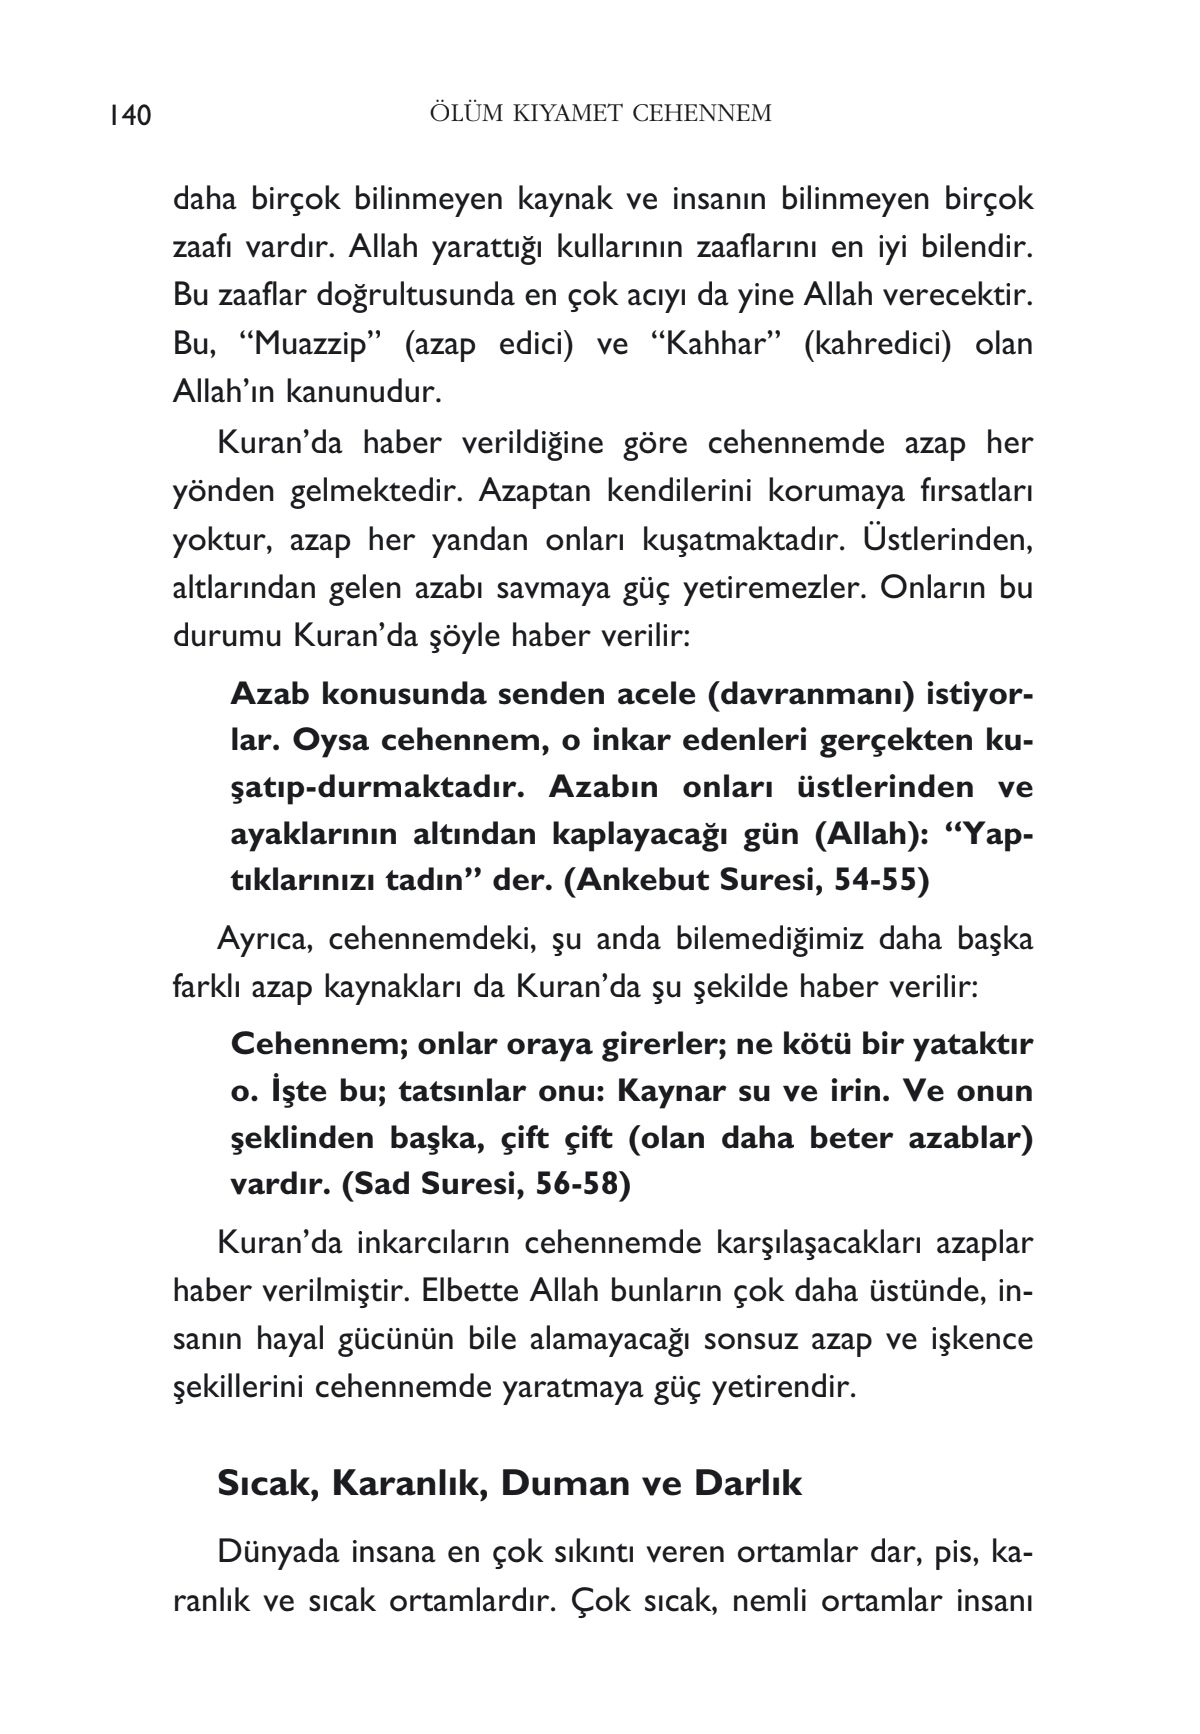 140
ÖLÜM KIYAMET CEHENNEM
daha birçok bilinmeyen kaynak ve insanın bilinmeyen birçok
zaafı vardır. Allah yarattığı kullarının zaaflarını en iyi bilendir.
Bu zaaflar doğrultusunda en çok acıyı da yine Allah verecektir.
Bu, “Muazzip” (azap edici) ve “Kahhar” (kahredici) olan
Allah’ın kanunudur.
Kuran’da haber verildiğine göre cehennemde azap her
yönden gelmektedir. Azaptan kendilerini korumaya fırsatları
yoktur, azap her yandan onları kuşatmaktadır. Üstlerinden,
altlarından gelen azabı savmaya güç yetiremezler. Onların bu
durumu Kuran’da şöyle haber verilir:
Azab konusunda senden acele (davranmanı) istiyor-
lar. Oysa cehennem, o inkar edenleri gerçekten ku-
şatıp-durmaktadır. Azabın onları üstlerinden ve
ayaklarının altından kaplayacağı gün (Allah): “Yap-
tıklarınızı tadın” der. (Ankebut Suresi, 54-55)
Ayrıca, cehennemdeki, şu anda bilemediğimiz daha başka
farklı azap kaynakları da Kuran’da şu şekilde haber verilir:
Cehennem; onlar oraya girerler; ne kötü bir yataktır
o. İşte bu; tatsınlar onu: Kaynar su ve irin. Ve onun
şeklinden başka, çift çift (olan daha beter azablar)
vardır. (Sad Suresi, 56-58)
Kuran’da inkarcıların cehennemde karşılaşacakları azaplar
haber verilmiştir. Elbette Allah bunların çok daha üstünde, in-
sanın hayal gücünün bile alamayacağı sonsuz azap ve işkence
şekillerini cehennemde yaratmaya güç yetirendir.
Sıcak, Karanlık, Duman ve Darlık
Dünyada insana en çok sıkıntı veren ortamlar dar, pis, ka-
ranlık ve sıcak ortamlardır. Çok sıcak, nemli ortamlar insanı